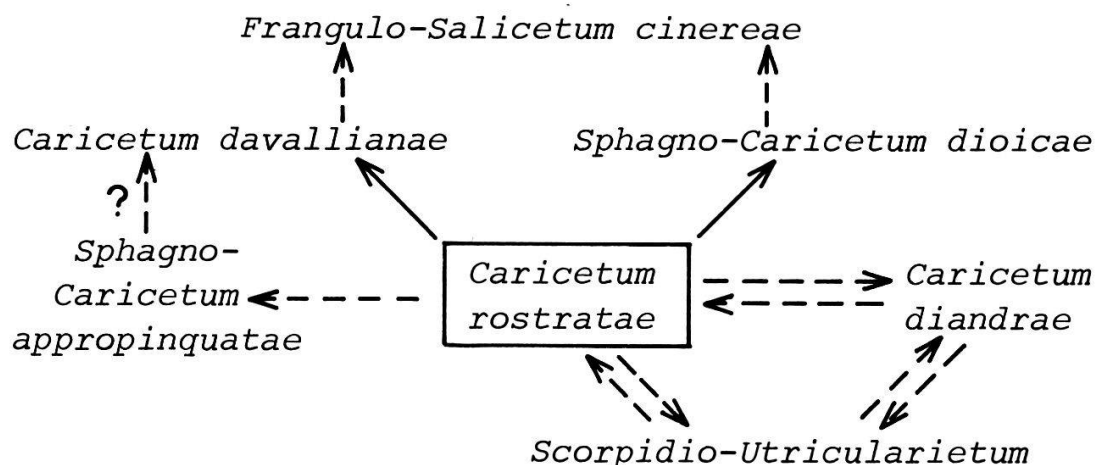 Frangulo-Salicetum cinereae
Caricetum davallianae
Sphagno-Caricetum dioicae
?
Sphagno-
Caricetum
appropinquatae
Caricetum
rostratae
Caricetum
diandrae
Scorpidio-Utricularietum